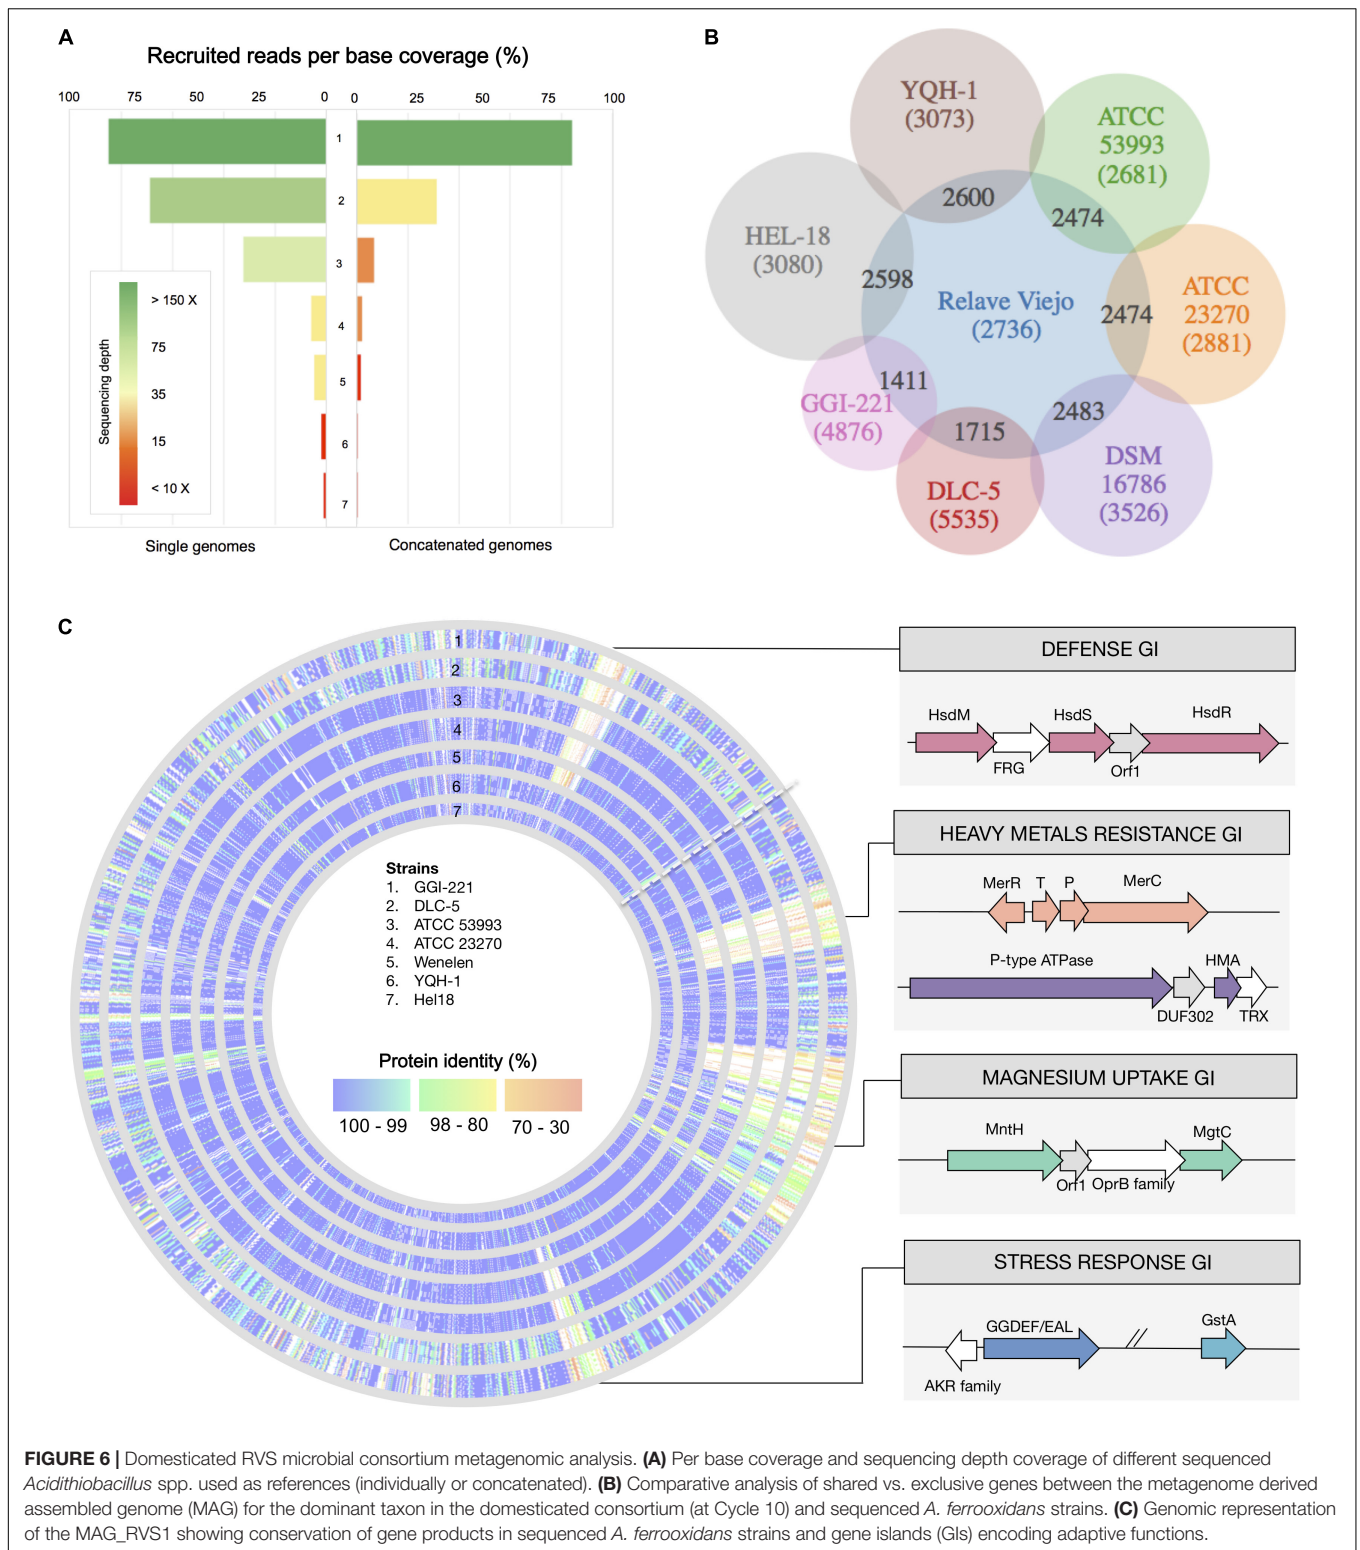 A
Recruited reads per base coverage (%)
100 75 50 25 0 0 25 50 75 100
1
2
3
4
5
6
7
Sequencing depth
> 150 X
75
35
15
< 10 X
Single genomes
Concatenated genomes
B
YQH-1
(3073)
ATCC
53993
(2681)
HEL-18
(3080)
2600
2474
2598
Relave Viejo
(2736)
2474
ATCC
23270
(2881)
1411
GGI-221
(4876)
1715
2483
DLC-5
(5535)
DSM
16786
(3526)
C
1
2
3
4
5
6
7
Strains
1. GGI-221
2. DLC-5
3. ATCC 53993
4. ATCC 23270
5. Wenelen
6. YQH-1
7. Hel18
Protein identity (%)
100 - 99 98 - 80 70 - 30
DEFENSE GI
HsdM HsdS HsdR
FRG Orf1
HEAVY METALS RESISTANCE GI
MerR T P MerC
P-type ATPase HMA
DUF302 TRX
MAGNESIUM UPTAKE GI
MntH MgtC
Orf1 OprB family
STRESS RESPONSE GI
GGDEF/EAL GstA
AKR family
FIGURE 6 | Domesticated RVS microbial consortium metagenomic analysis. (A) Per base coverage and sequencing depth coverage of different sequenced
Acidithiobacillus spp. used as references (individually or concatenated). (B) Comparative analysis of shared vs. exclusive genes between the metagenome derived
assembled genome (MAG) for the dominant taxon in the domesticated consortium (at Cycle 10) and sequenced A. ferrooxidans strains. (C) Genomic representation
of the MAG_RVS1 showing conservation of gene products in sequenced A. ferrooxidans strains and gene islands (GIs) encoding adaptive functions.